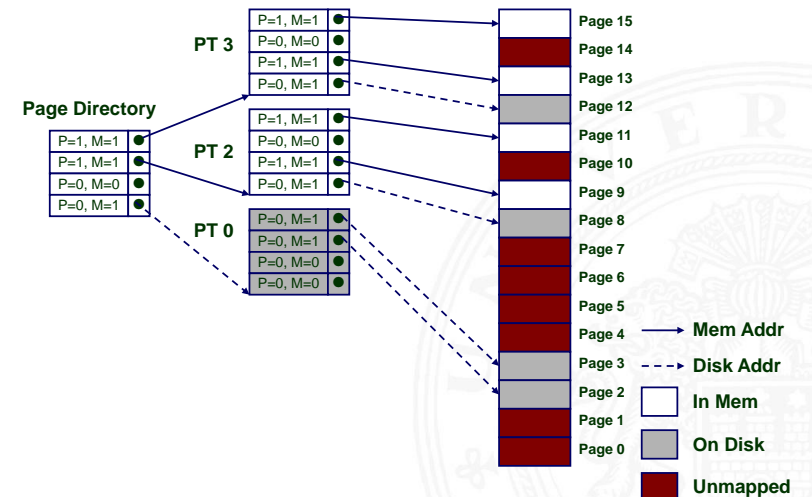 Page Directory
P=1, M=1
P=1, M=1
P=0, M=0
P=0, M=1
PT 3
P=1, M=1
P=0, M=0
P=1, M=1
P=0, M=1
PT 2
P=1, M=1
P=0, M=0
P=1, M=1
P=0, M=1
PT 0
P=0, M=1
P=0, M=1
P=0, M=0
P=0, M=0
Page 15
Page 14
Page 13
Page 12
Page 11
Page 10
Page 9
Page 8
Page 7
Page 6
Page 5
Page 4
Page 3
Page 2
Page 1
Page 0
Mem Addr
Disk Addr
In Mem
On Disk
Unmapped